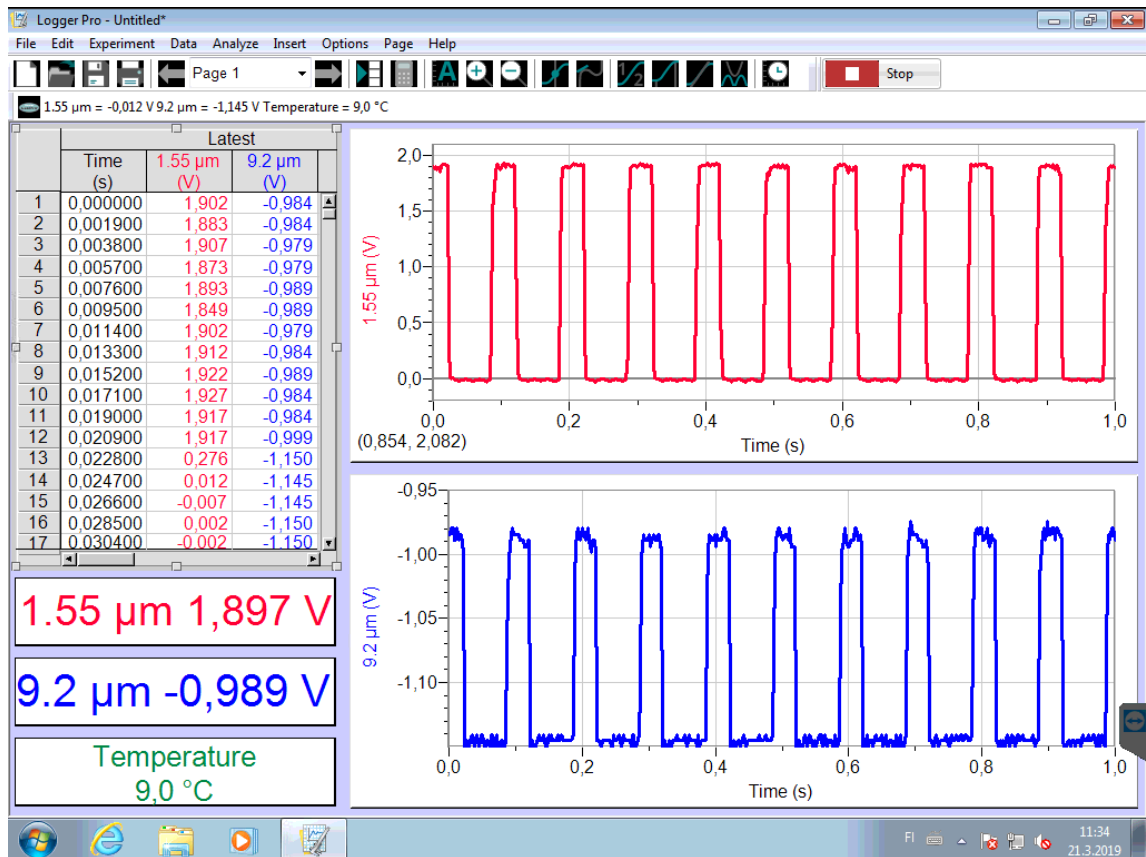 Logger Pro - Untitled*
File Edit Experiment Data Analyze Insert Options Page Help
Page 1
Stop
1.55 µm = -0,012 V 9.2 µm = -1,145 V Temperature = 9,0 °C
Latest
Time 1.55 µm 9.2 µm
(s) (V) (V)
1 0,000000 1,902 -0,984
2 0,001900 1,883 -0,984
3 0,003800 1,907 -0,979
4 0,005700 1,873 -0,979
5 0,007600 1,893 -0,989
6 0,009500 1,849 -0,989
7 0,011400 1,902 -0,979
8 0,013300 1,912 -0,984
9 0,015200 1,922 -0,989
10 0,017100 1,927 -0,984
11 0,019000 1,917 -0,984
12 0,020900 1,917 -0,999
13 0,022800 0,276 -1,150
14 0,024700 0,012 -1,145
15 0,026600 -0,007 -1,145
16 0,028500 0,002 -1,150
17 0,030400 -0,002 -1,150
1.55 µm 1,897 V
9.2 µm -0,989 V
Temperature
9,0 °C
1.55 µm (V)
2,0
1,5
1,0
0,5
0,0
0,0 0,2 0,4 0,6 0,8 1,0
(0,854, 2,082)
Time (s)
9.2 µm (V)
-0,95
-1,00
-1,05
-1,10
0,0 0,2 0,4 0,6 0,8 1,0
Time (s)
FI
11:34
21.3.2019